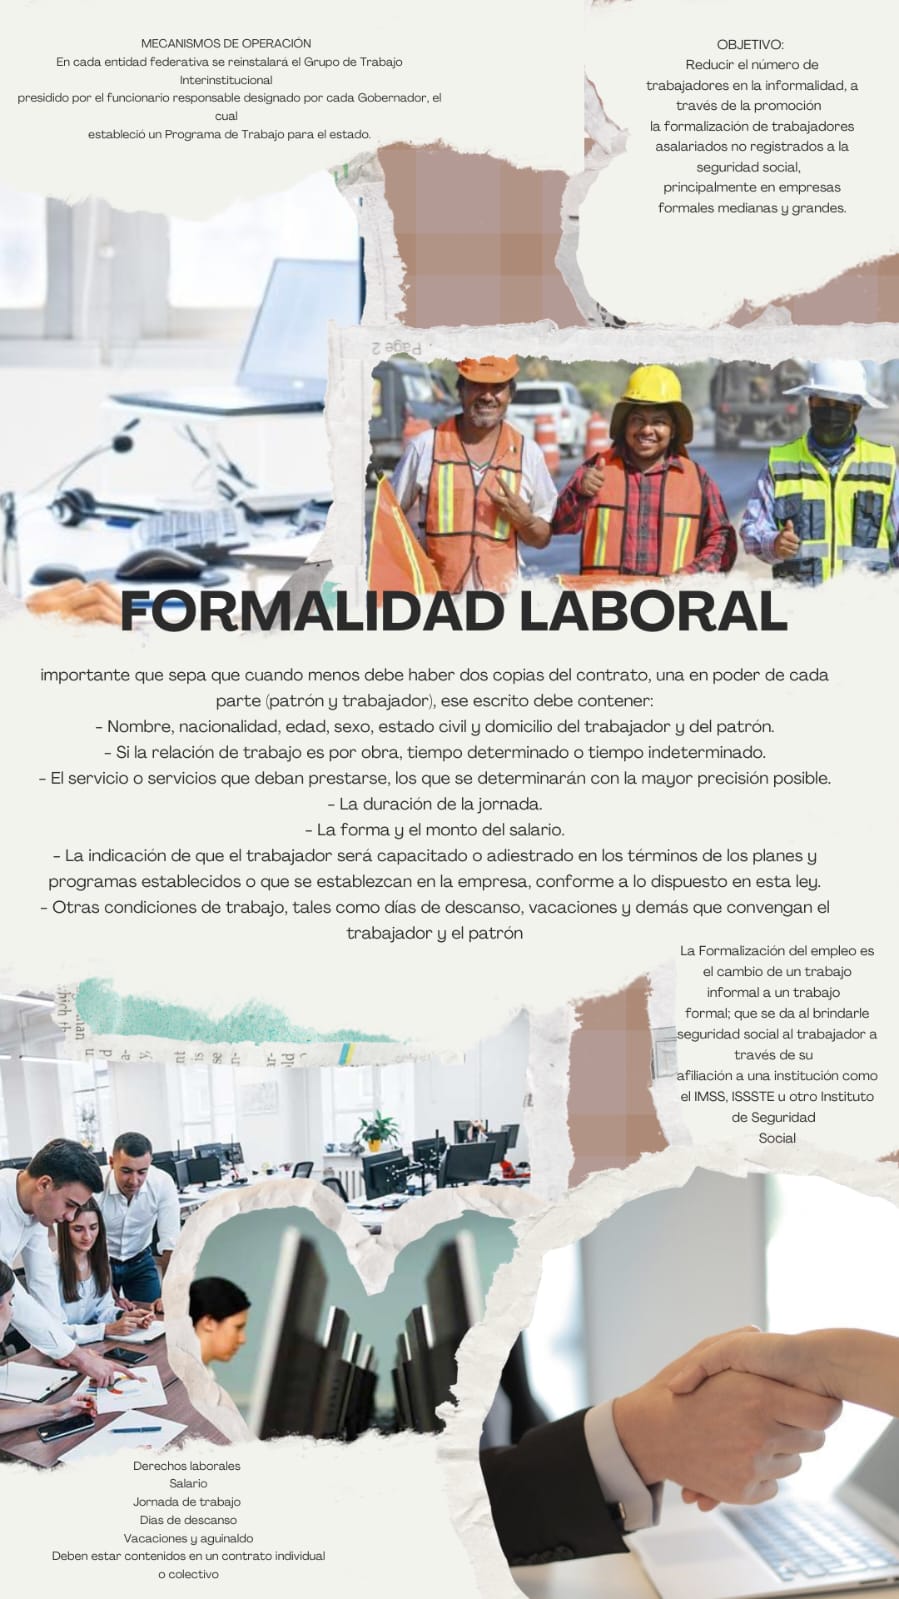 MECANISMOS DE OPERACIÓN
En cada entidad federativa se reinstalará el Grupo de Trabajo
Interinstitucional
presidido por el funcionario responsable designado por cada Gobernador, el
cual
estableció un Programa de Trabajo para el estado.
OBJETIVO:
Reducir el número de
trabajadores en la informalidad, a
través de la promoción
la formalización de trabajadores
asalariados no registrados a la
seguridad social,
principalmente en empresas
formales medianas y grandes.
Page 2
FORMALIDAD LABORAL
importante que sepa que cuando menos debe haber dos copias del contrato, una en poder de cada
parte (patrón y trabajador), ese escrito debe contener:
- Nombre, nacionalidad, edad, sexo, estado civil y domicilio del trabajador y del patrón.
- Si la relación de trabajo es por obra, tiempo determinado o tiempo indeterminado.
- El servicio o servicios que deban prestarse, los que se determinarán con la mayor precisión posible.
- La duración de la jornada.
- La forma y el monto del salario.
- La indicación de que el trabajador será capacitado o adiestrado en los términos de los planes y
programas establecidos o que se establezcan en la empresa, conforme a lo dispuesto en esta ley.
- Otras condiciones de trabajo, tales como días de descanso, vacaciones y demás que convengan el
trabajador y el patrón
La Formalización del empleo es
el cambio de un trabajo
informal a un trabajo
formal; que se da al brindarle
seguridad social al trabajador a
través de su
afiliación a una institución como
el IMSS, ISSSTE u otro Instituto
de Seguridad
Social
Derechos laborales
Salario
Jornada de trabajo
Dias de descanso
Vacaciones y aguinaldo
Deben estar contenidos en un contrato individual
o colectivo